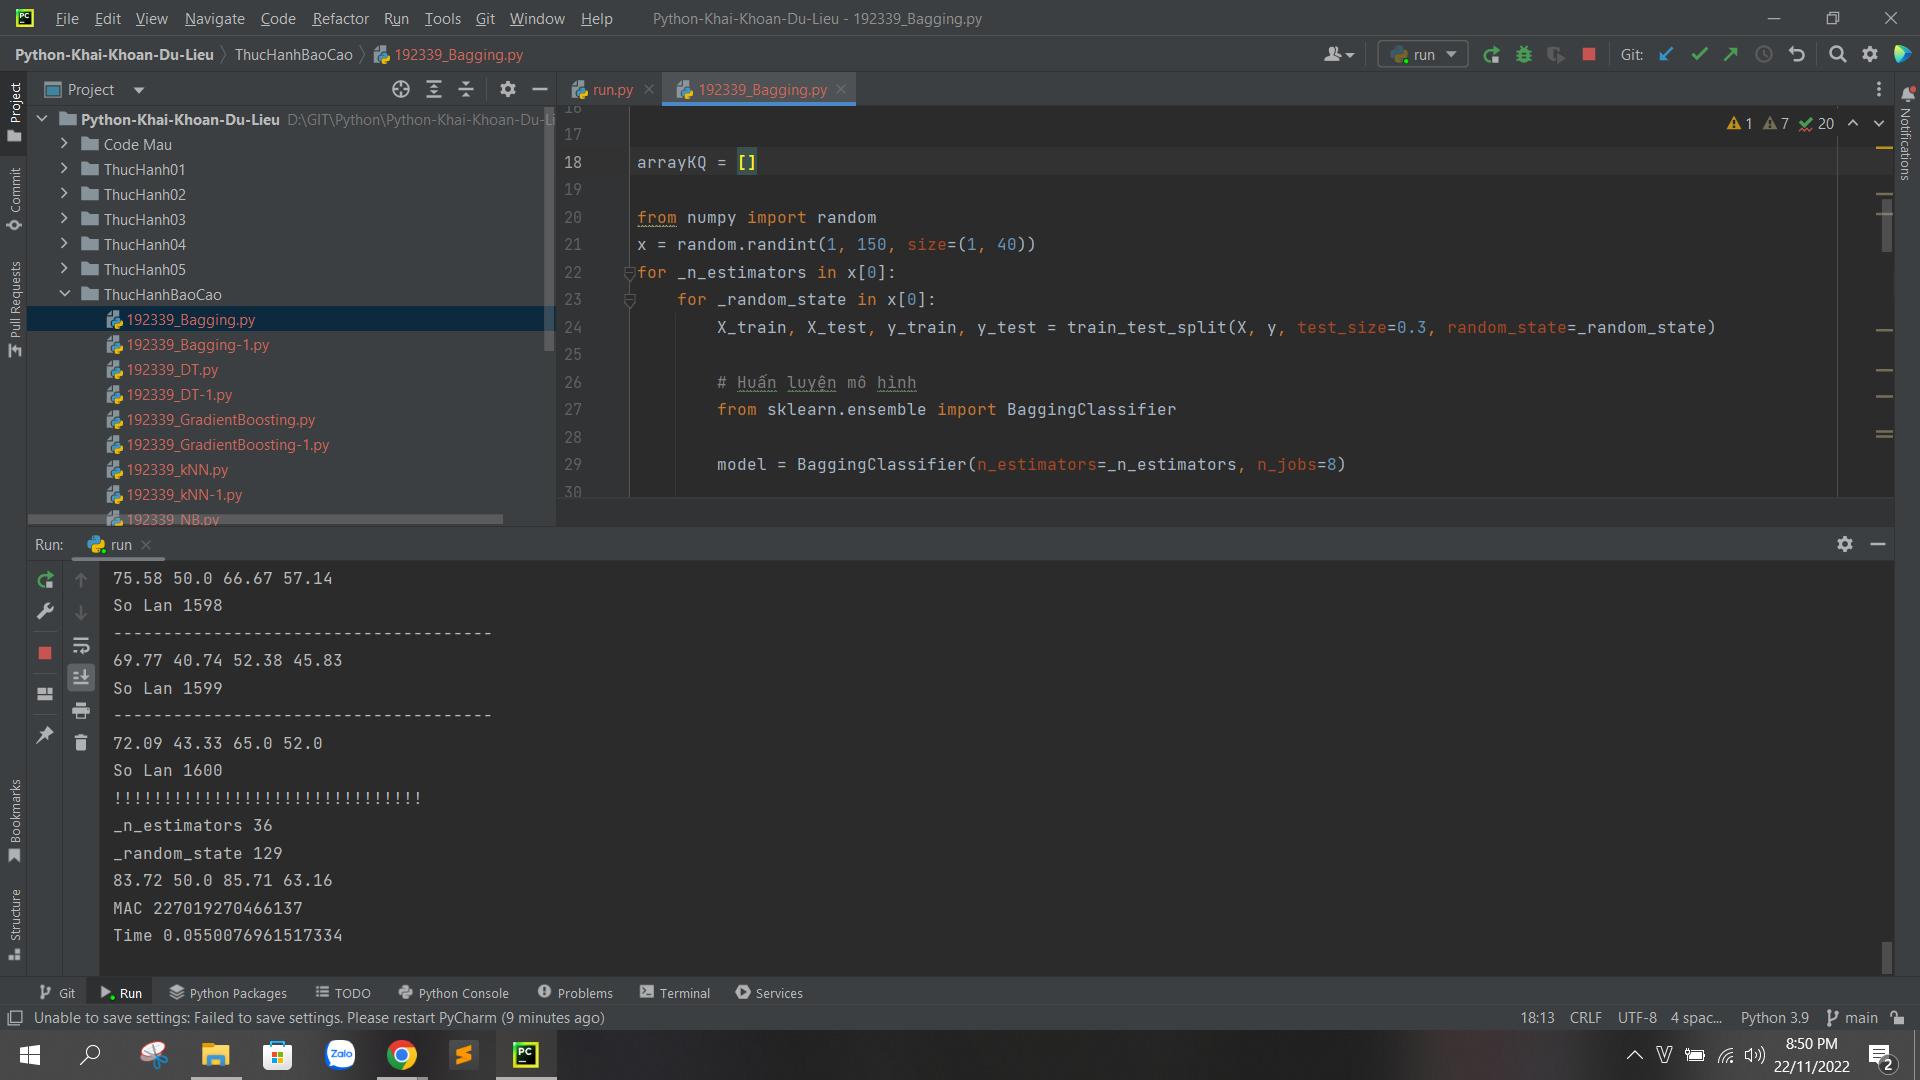 File Edit View Navigate Code Refactor Run Tools Git Window Help Python-Khai-Khoan-Du-Lieu - 192339_Bagging.py
Python-Khai-Khoan-Du-Lieu ThucHanhBaoCao 192339_Bagging.py run Git:
Project
run.py 192339_Bagging.py
Python-Khai-Khoan-Du-Lieu D:\GIT\Python\Python-Khai-Khoan-Du-Li
Code Mau
ThucHanh01
ThucHanh02
ThucHanh03
ThucHanh04
ThucHanh05
ThucHanhBaoCao
192339_Bagging.py
192339_Bagging-1.py
192339_DT.py
192339_DT-1.py
192339_GradientBoosting.py
192339_GradientBoosting-1.py
192339_kNN.py
192339_kNN-1.py
192339_NB.py
Project
Commit
Pull Requests
Bookmarks
Structure
Notifications
1 7 20
16
17
18 arrayKQ = []
19
20 from numpy import random
21 x = random.randint(1, 150, size=(1, 40))
22 for _n_estimators in x[0]:
23 for _random_state in x[0]:
24 X_train, X_test, y_train, y_test = train_test_split(X, y, test_size=0.3, random_state=_random_state)
25
26 # Huấn luyện mô hình
27 from sklearn.ensemble import BaggingClassifier
28
29 model = BaggingClassifier(n_estimators=_n_estimators, n_jobs=8)
30
Run: run
75.58 50.0 66.67 57.14
So Lan 1598
--------------------------------------
69.77 40.74 52.38 45.83
So Lan 1599
--------------------------------------
72.09 43.33 65.0 52.0
So Lan 1600
!!!!!!!!!!!!!!!!!!!!!!!!!!!!!!!
_n_estimators 36
_random_state 129
83.72 50.0 85.71 63.16
MAC 227019270466137
Time 0.0550076961517334
Git Run Python Packages TODO Python Console Problems Terminal Services
Unable to save settings: Failed to save settings. Please restart PyCharm (9 minutes ago) 18:13 CRLF UTF-8 4 spac... Python 3.9 main
Zalo
PC
8:50 PM
22/11/2022
2